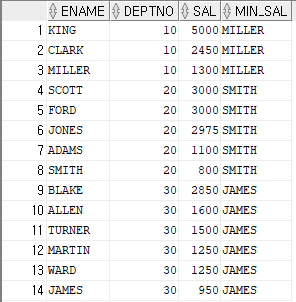 ENAME DEPTNO SAL MIN_SAL
1 KING 10 5000 MILLER
2 CLARK 10 2450 MILLER
3 MILLER 10 1300 MILLER
4 SCOTT 20 3000 SMITH
5 FORD 20 3000 SMITH
6 JONES 20 2975 SMITH
7 ADAMS 20 1100 SMITH
8 SMITH 20 800 SMITH
9 BLAKE 30 2850 JAMES
10 ALLEN 30 1600 JAMES
11 TURNER 30 1500 JAMES
12 MARTIN 30 1250 JAMES
13 WARD 30 1250 JAMES
14 JAMES 30 950 JAMES